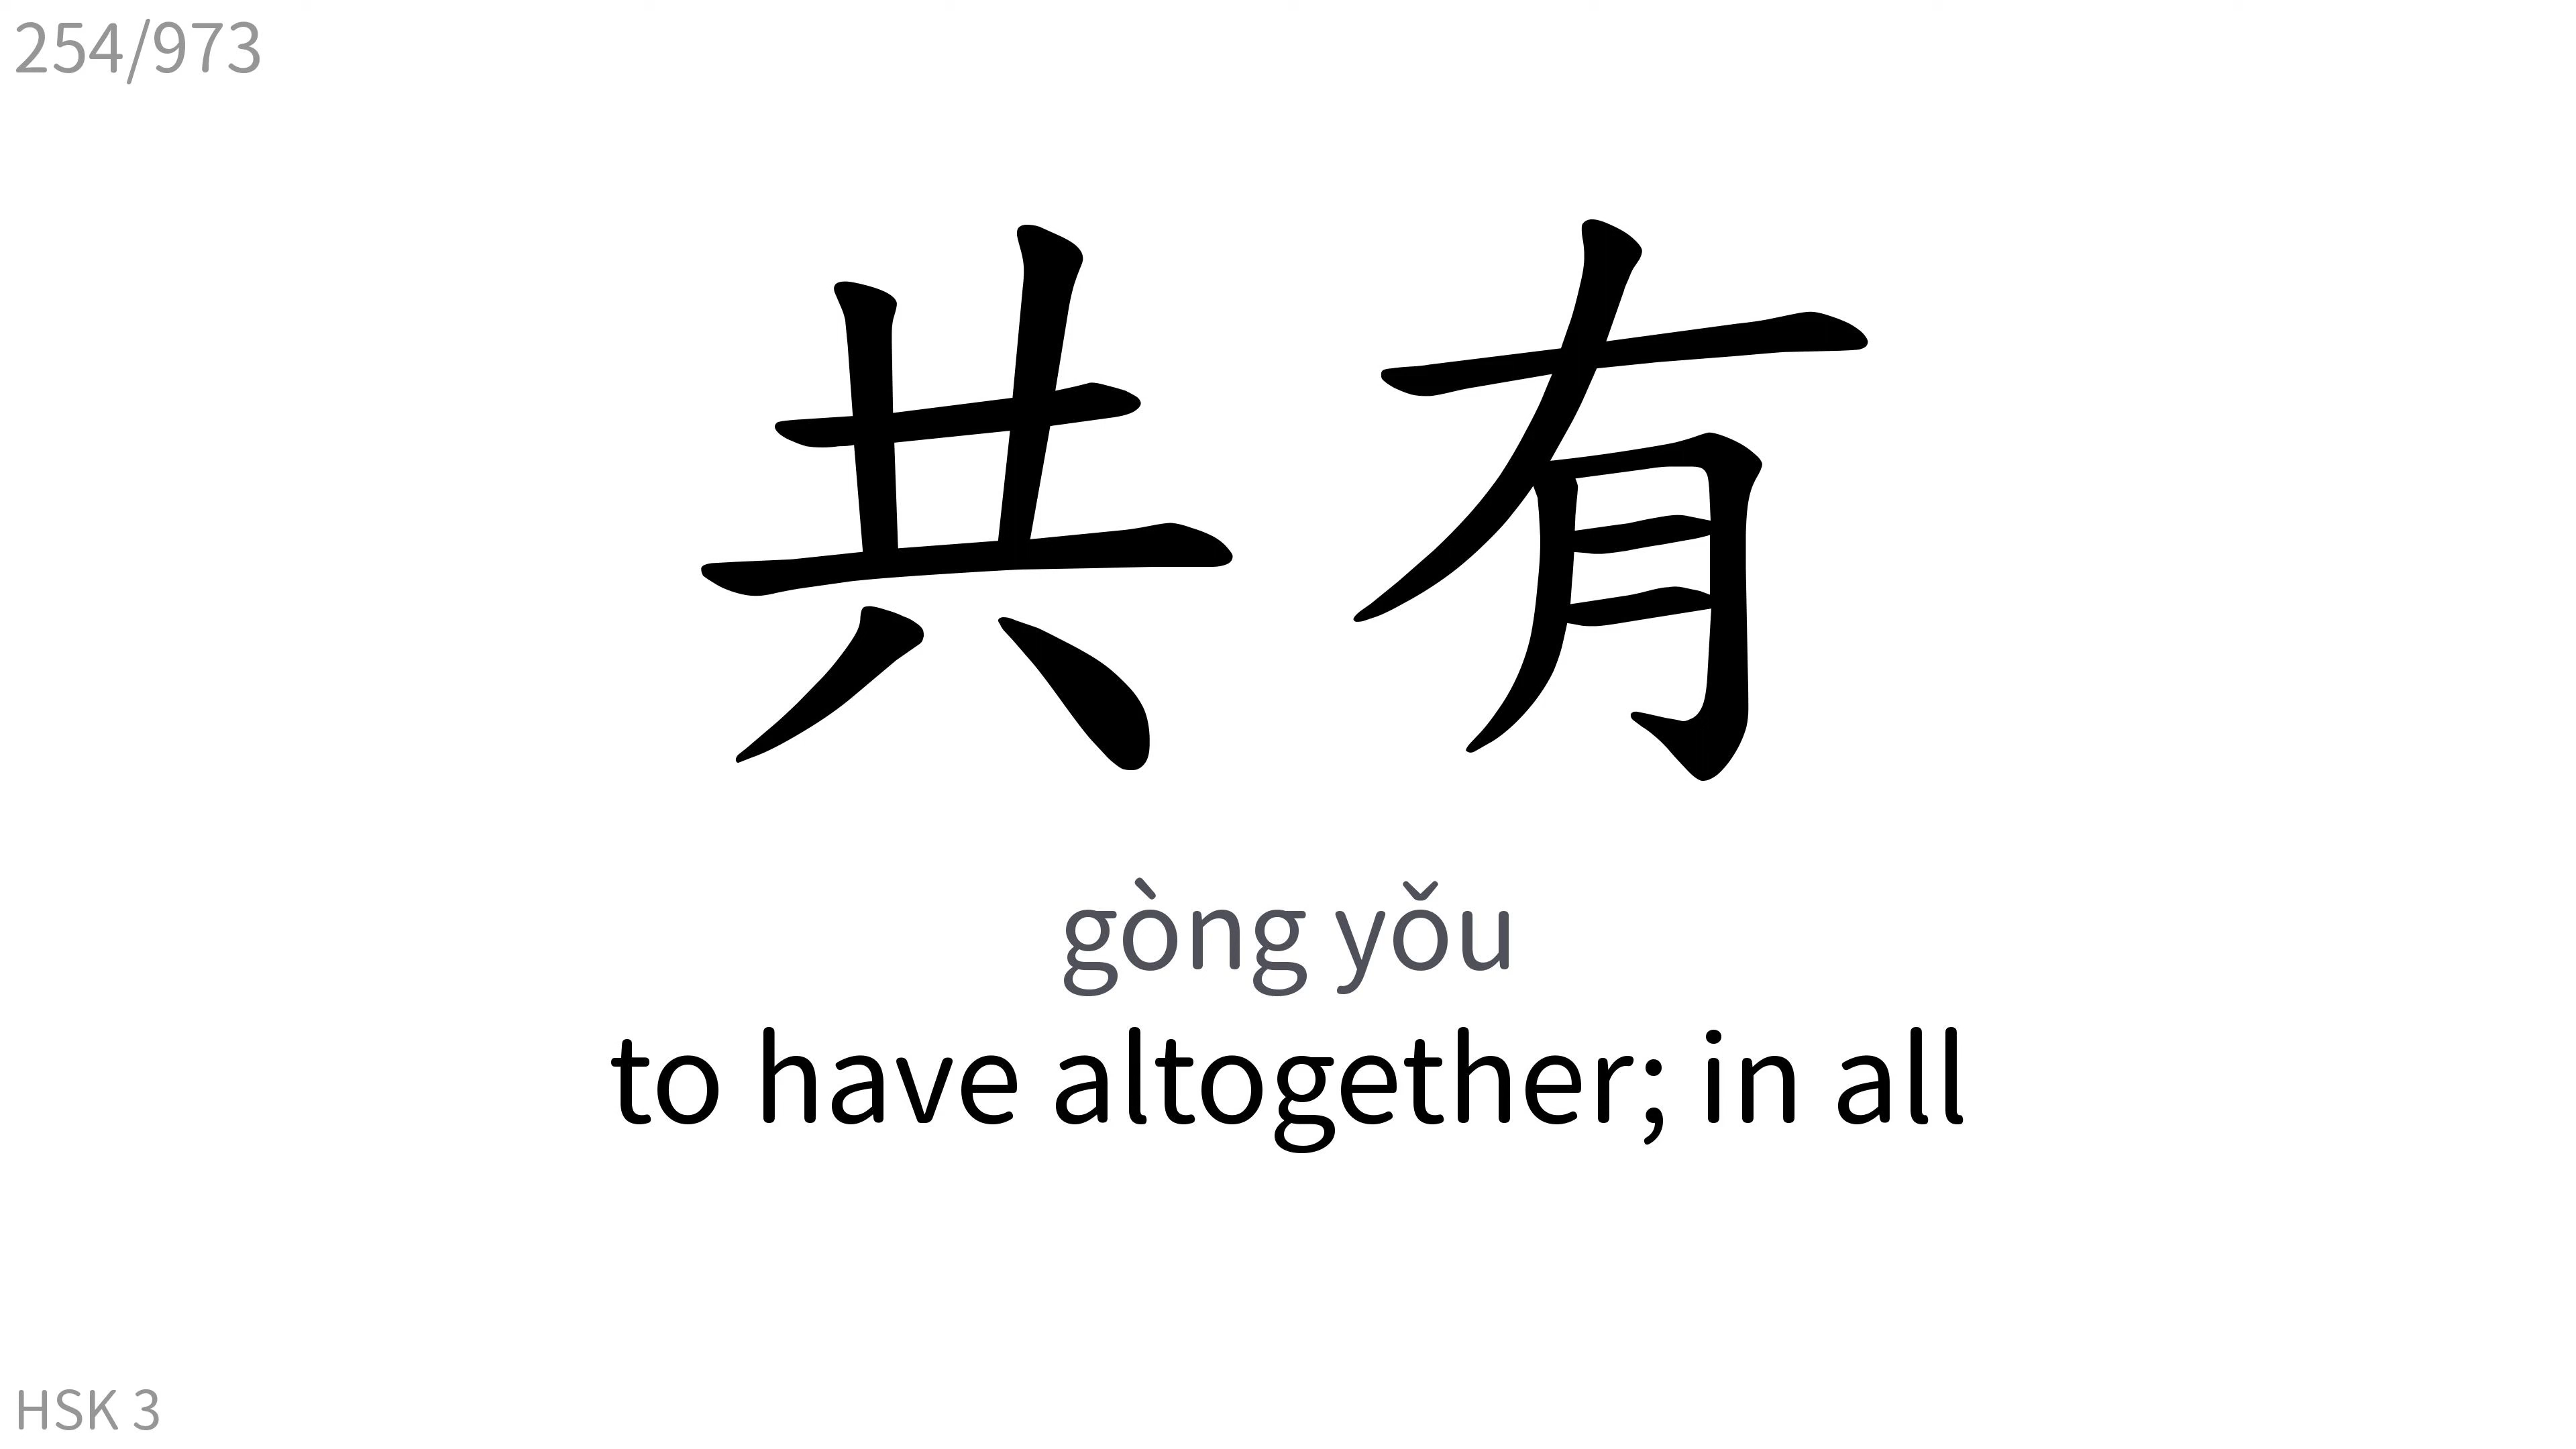 254/973
共有
gòng yǒu
to have altogether; in all
HSK 3